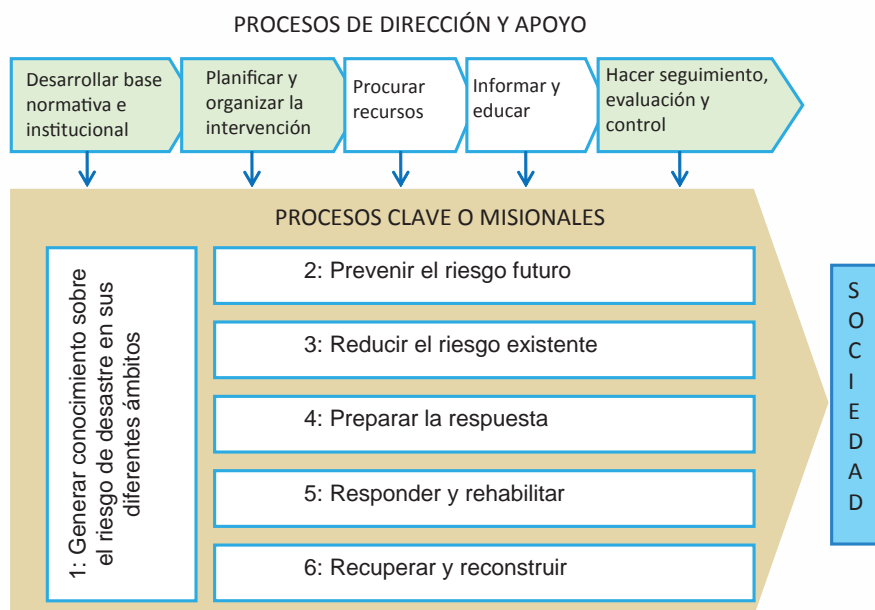 PROCESOS DE DIRECCIÓN Y APOYO
Desarrollar base
normativa e
institucional
Planificar y
organizar la
intervención
Procurar
recursos
Informar y
educar
Hacer seguimiento,
evaluación y
control
PROCESOS CLAVE O MISIONALES
1: Generar conocimiento sobre
el riesgo de desastre en sus
diferentes ámbitos
2: Prevenir el riesgo futuro
3: Reducir el riesgo existente
4: Preparar la respuesta
5: Responder y rehabilitar
6: Recuperar y reconstruir
SOCIEDAD